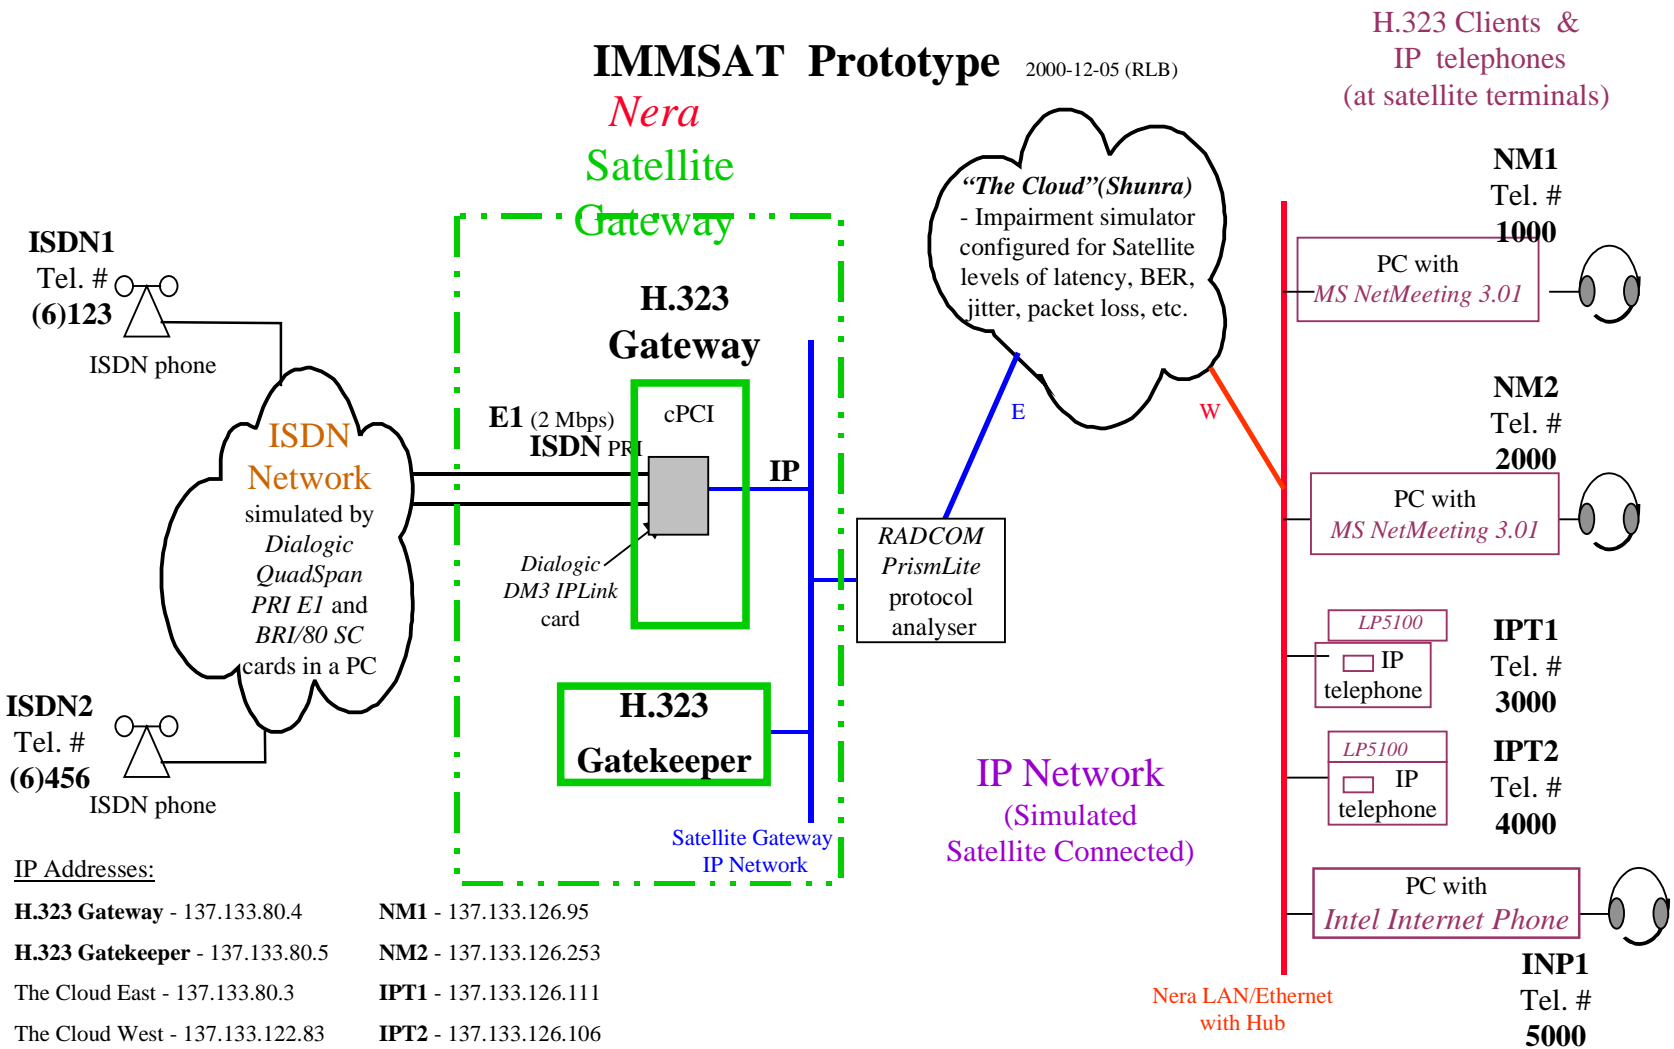 IMMSAT Prototype 2000-12-05 (RLB)
Nera
Satellite
Gateway
H.323 Clients &
IP telephones
(at satellite terminals)
ISDN1
Tel. #
(6)123
ISDN phone
ISDN
Network
simulated by
Dialogic
QuadSpan
PRI E1 and
BRI/80 SC
cards in a PC
ISDN2
Tel. #
(6)456
ISDN phone
E1 (2 Mbps)
ISDN PRI
H.323
Gateway
cPCI
IP
Dialogic
DM3 IPLink
card
H.323
Gatekeeper
Satellite Gateway
IP Network
RADCOM
PrismLite
protocol
analyser
“The Cloud”(Shunra)
- Impairment simulator
configured for Satellite
levels of latency, BER,
jitter, packet loss, etc.
E
W
IP Network
(Simulated
Satellite Connected)
Nera LAN/Ethernet
with Hub
NM1
Tel. #
1000
PC with
MS NetMeeting 3.01
NM2
Tel. #
2000
PC with
MS NetMeeting 3.01
LP5100
IP
telephone
IPT1
Tel. #
3000
LP5100
IP
telephone
IPT2
Tel. #
4000
PC with
Intel Internet Phone
INP1
Tel. #
5000
IP Addresses:
H.323 Gateway - 137.133.80.4
H.323 Gatekeeper - 137.133.80.5
The Cloud East - 137.133.80.3
The Cloud West - 137.133.122.83
NM1 - 137.133.126.95
NM2 - 137.133.126.253
IPT1 - 137.133.126.111
IPT2 - 137.133.126.106